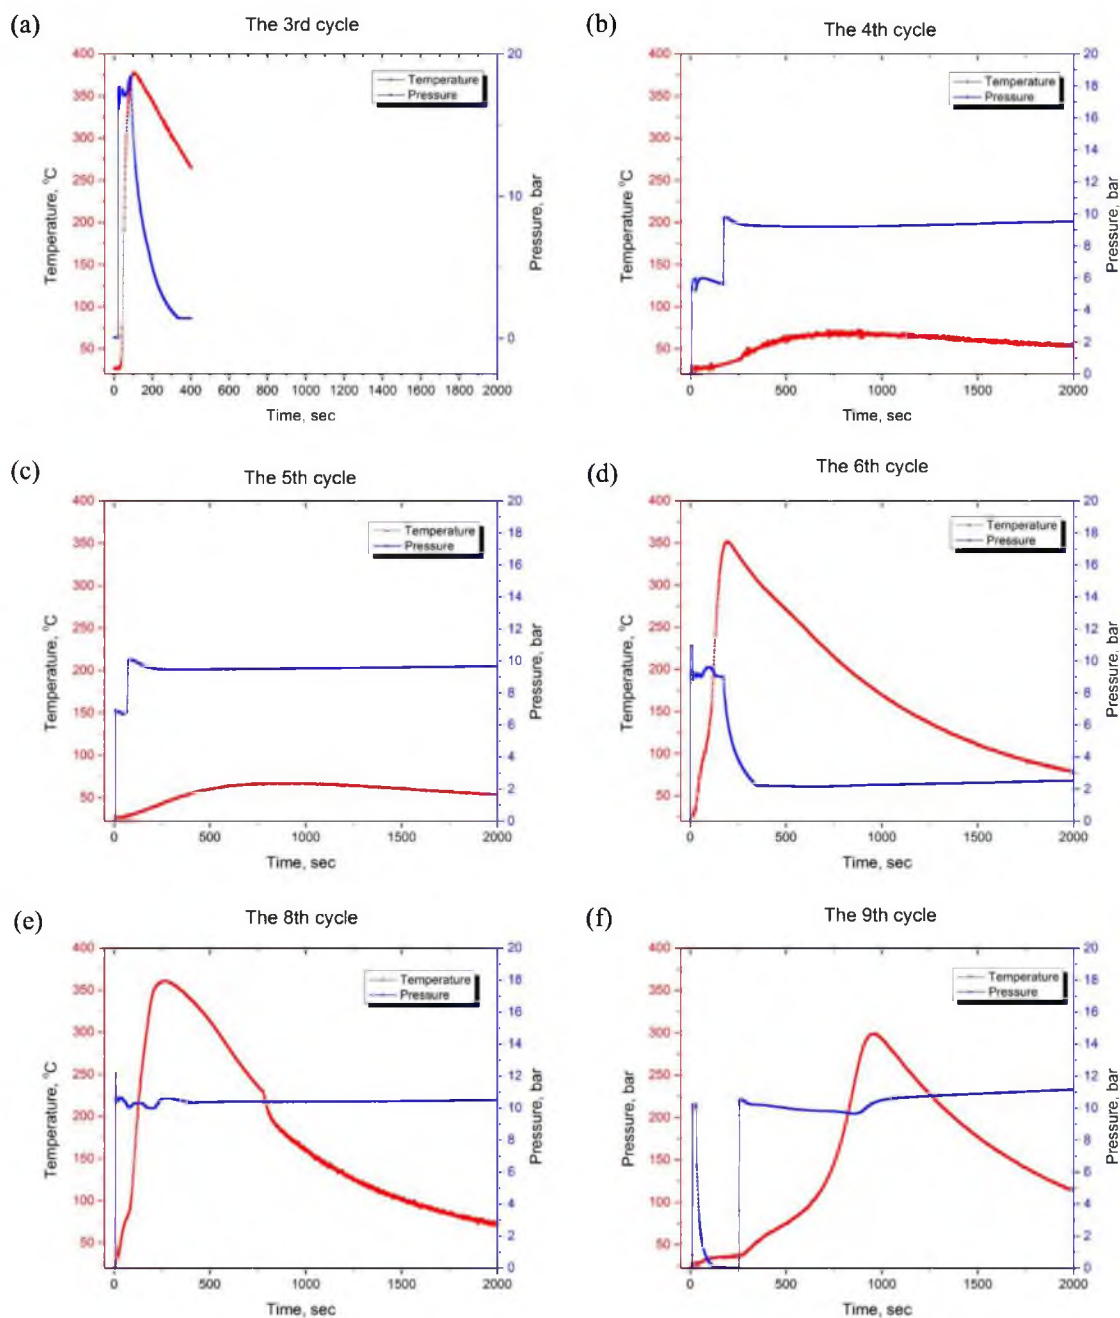 (a) The 3rd cycle
400
350
300
250
200
150
100
50
Temperature, °C
20
10
0
Pressure, bar
Temperature
Pressure
0 200 400 600 800 1000 1200 1400 1600 1800 2000
Time, sec
(b) The 4th cycle
400
350
300
250
200
150
100
50
Temperature °C
20
18
16
14
12
10
8
6
4
2
0
Pressure, bar
Temperature
Pressure
0 500 1000 1500 2000
Time, sec
(c) The 5th cycle
400
350
300
250
200
150
100
50
Temperature, °C
20
18
16
14
12
10
8
6
4
2
0
Pressure, bar
Temperature
Pressure
0 500 1000 1500 2000
Time, sec
(d) The 6th cycle
400
350
300
250
200
150
100
50
Temperature, °C
20
18
16
14
12
10
8
6
4
2
0
Pressure, bar
Temperature
Pressure
0 500 1000 1500 2000
Time, sec
(e) The 8th cycle
400
350
300
250
200
150
100
50
Temperature, °C
20
18
16
14
12
10
8
6
4
2
0
Pressure, bar
Temperature
Pressure
0 500 1000 1500 2000
Time, sec
(f) The 9th cycle
400
350
300
250
200
150
100
50
Pressure, bar
20
18
16
14
12
10
8
6
4
2
0
Pressure, bar
Temperature
Pressure
0 500 1000 1500 2000
Time, sec